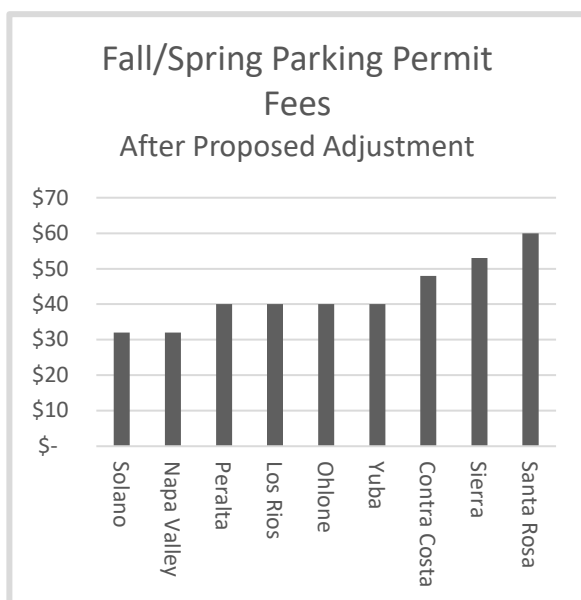 Fall/Spring Parking Permit
Fees
After Proposed Adjustment
$70
$60
$50
$40
$30
$20
$10
$-
Solano
Napa Valley
Peralta
Los Rios
Ohlone
Yuba
Contra Costa
Sierra
Santa Rosa